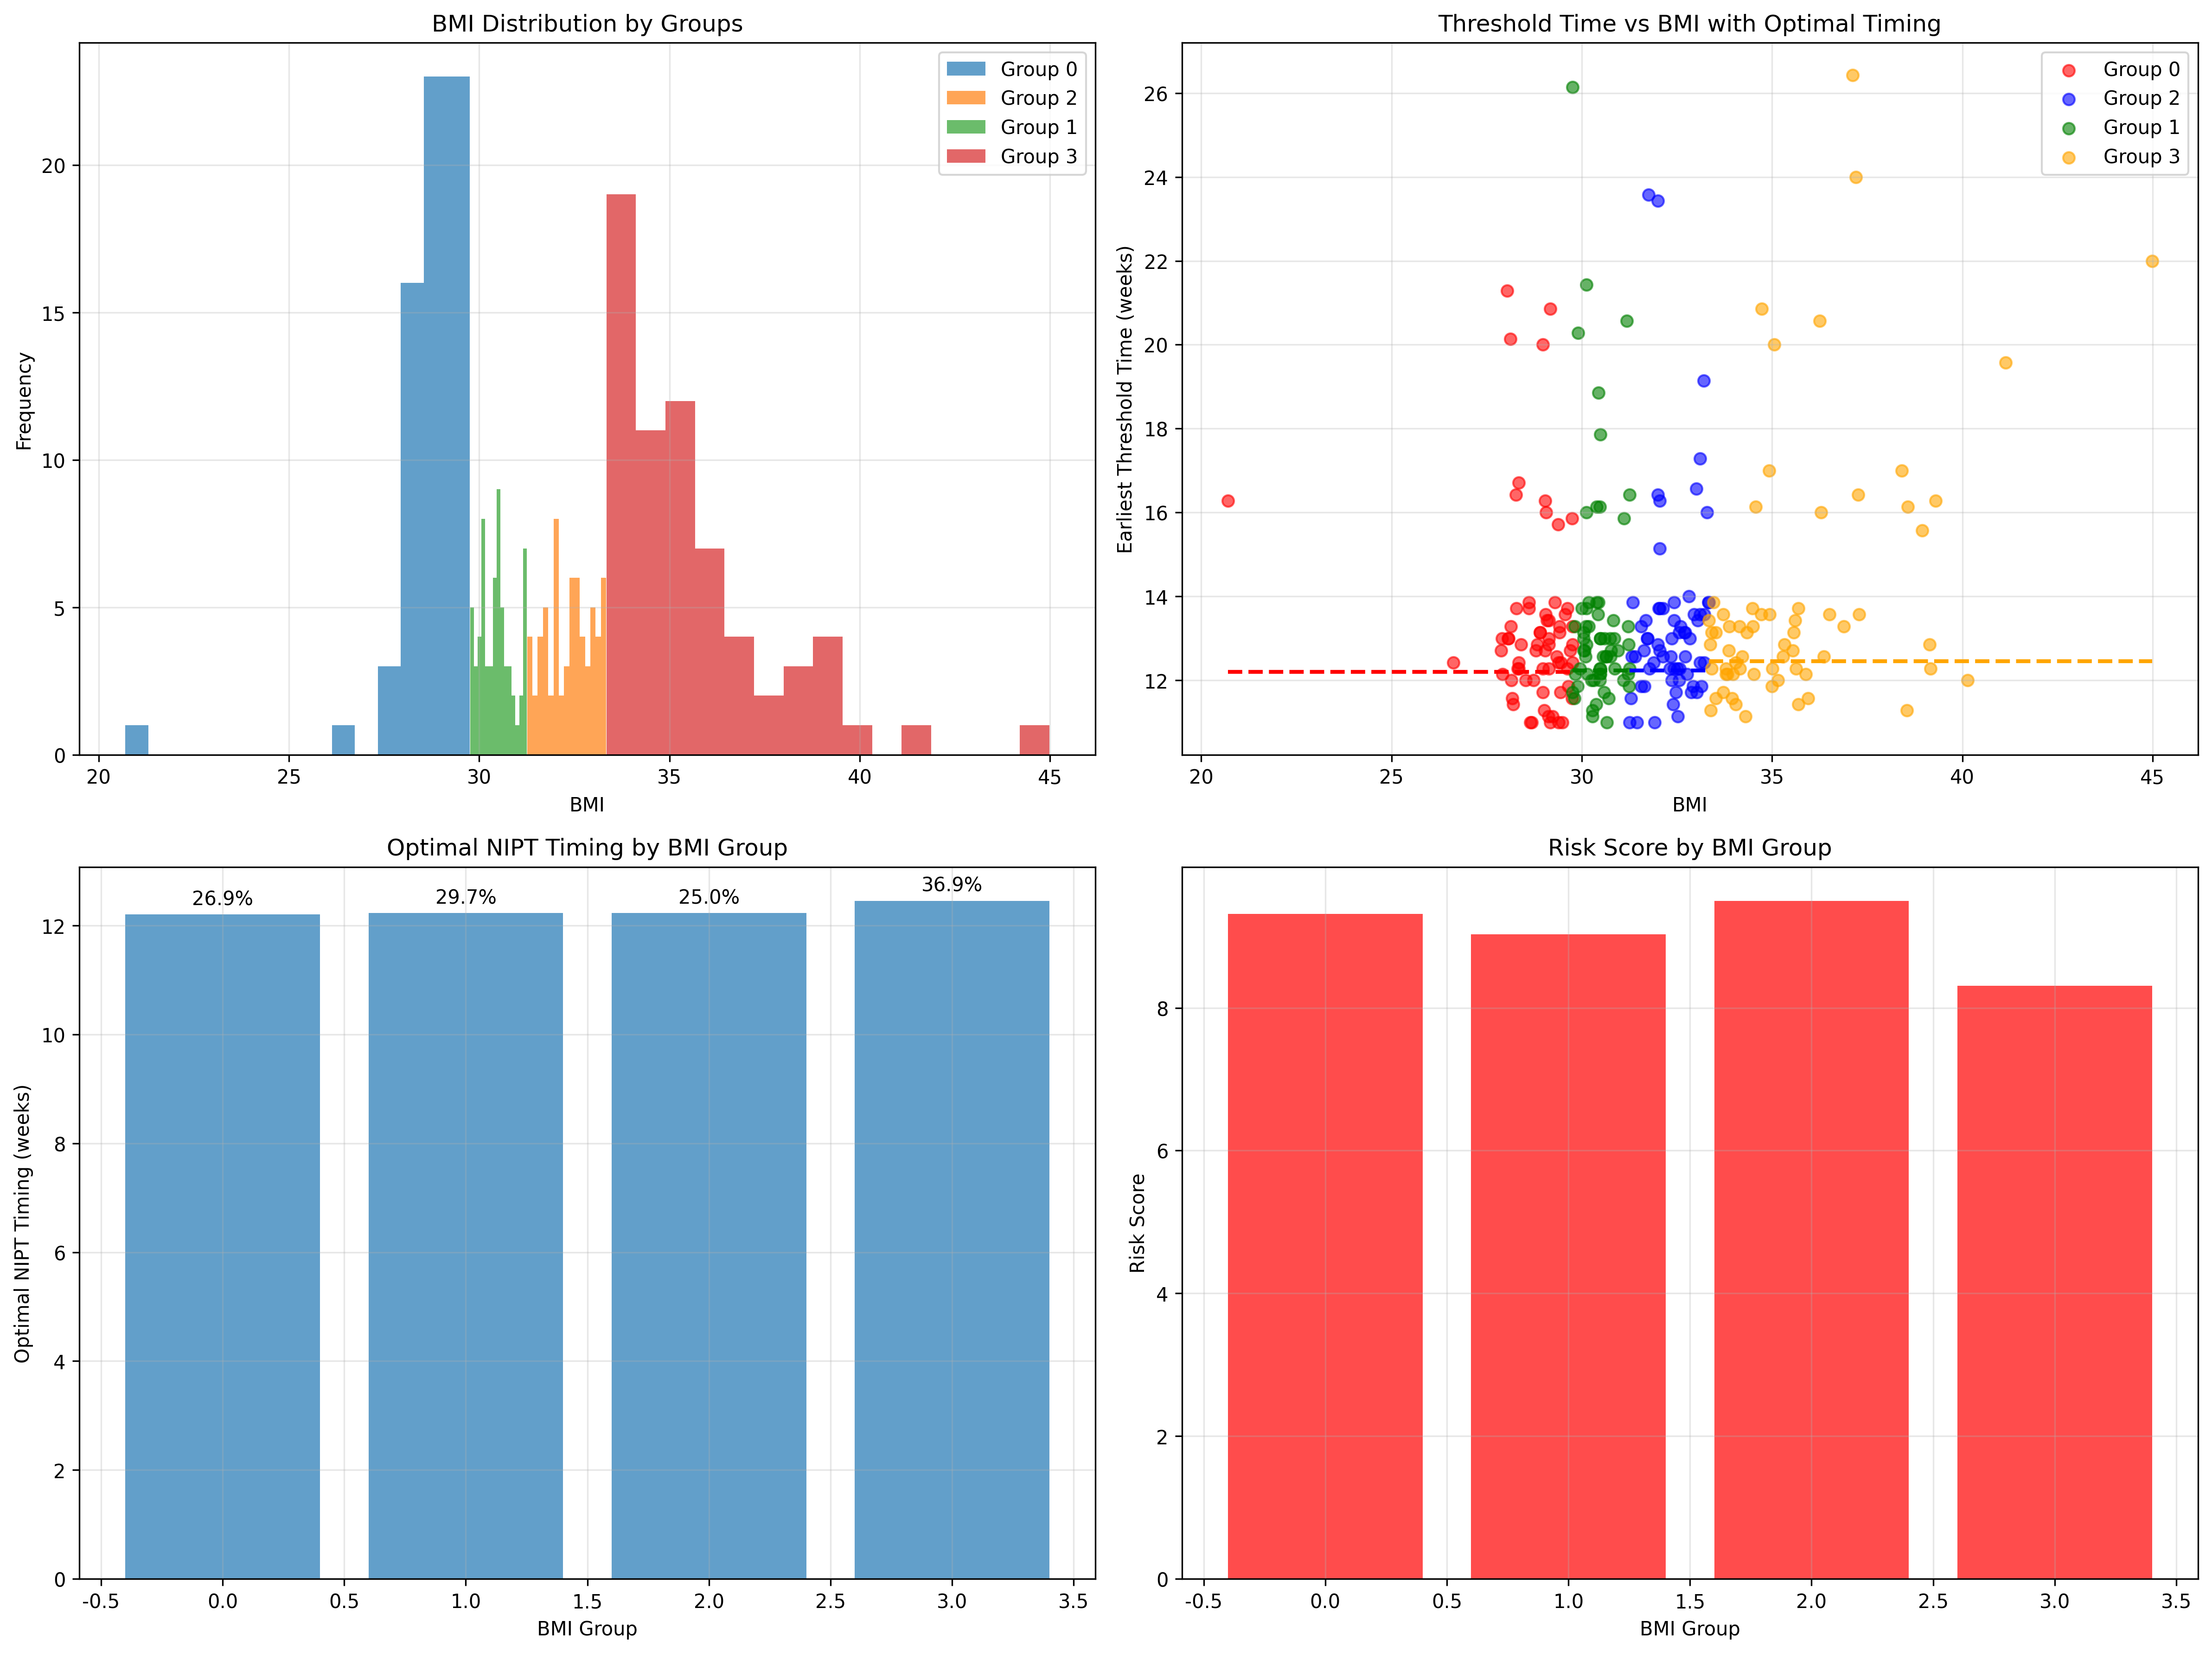 BMI Distribution by Groups
Frequency
20
15
10
5
0
Group 0
Group 2
Group 1
Group 3
20 25 30 35 40 45
BMI
Threshold Time vs BMI with Optimal Timing
Earliest Threshold Time (weeks)
26
24
22
20
18
16
14
12
Group 0
Group 2
Group 1
Group 3
20 25 30 35 40 45
BMI
Optimal NIPT Timing by BMI Group
Optimal NIPT Timing (weeks)
12
10
8
6
4
2
0
26.9% 29.7% 25.0% 36.9%
-0.5 0.0 0.5 1.0 1.5 2.0 2.5 3.0 3.5
BMI Group
Risk Score by BMI Group
Risk Score
8
6
4
2
0
-0.5 0.0 0.5 1.0 1.5 2.0 2.5 3.0 3.5
BMI Group